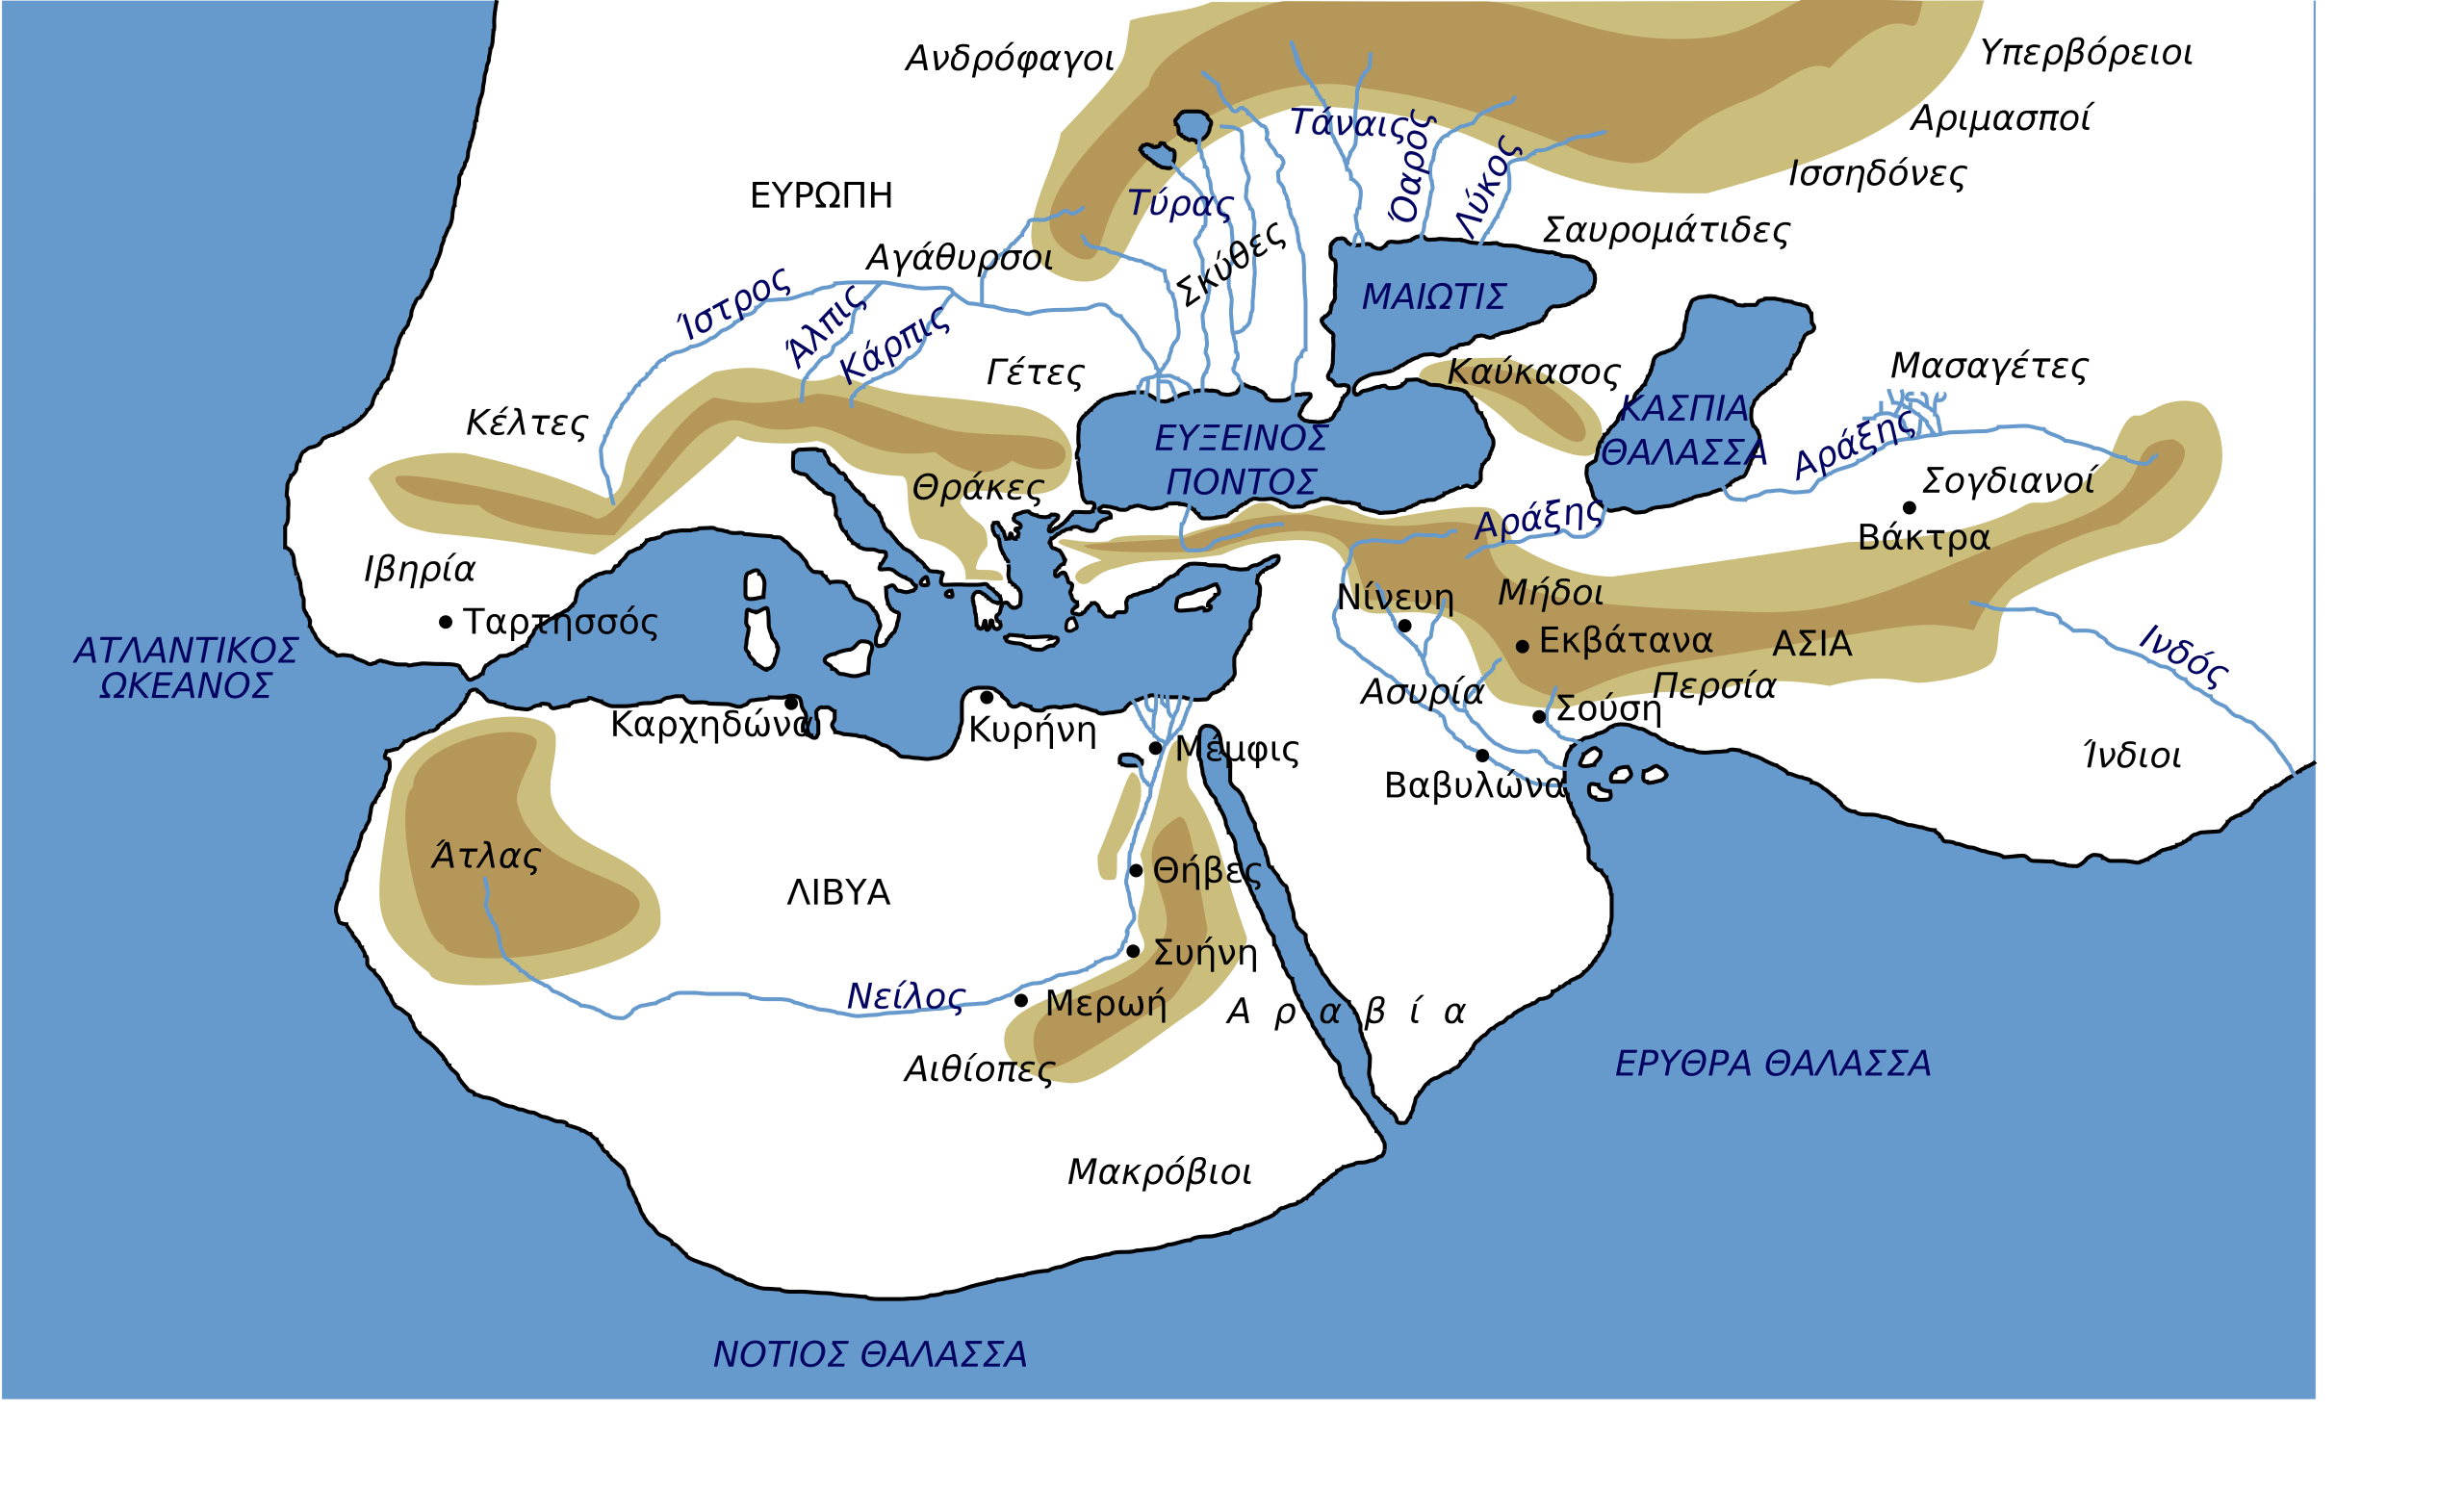 Ανδρόφαγοι
Υπερβόρειοι
Αριμασποί
Τάναις
Όαρος
Λύκος
Ισσηδόνες
ΕΥΡΩΠΗ
Τύρας
Σκύθες
Σαυρομάτιδες
Αγάθυρσοι
Ίστρος
Άλπις
Κάρπις
ΜΑΙΩΤΙΣ
Γέτες
Καύκασος
Μασαγέτες
Κέλτες
ΚΑΣΠΙΑ
ΘΑΛΑΣΣΑ
ΕΥΞΕΙΝΟΣ
ΠΟΝΤΟΣ
Αράξης
Θράκες
Σογδιανοί
Αράξης
Βάκτρα
Ιβηρία
Νίνευη
Μήδοι
Ταρτησσός
Εκβάτανα
ΑΣΙΑ
ΑΤΛΑΝΤΙΚΟΣ
ΩΚΕΑΝΟΣ
Ινδός
Ασυρία
Περσία
Σούση
Καρχηδώνα
Κυρήνη
Μέμφις
Ίνδιοι
Βαβυλώνα
Άτλας
Θήβες
ΛΙΒΥΑ
Συήνη
Νείλος
Μερωή
Αραβία
Αιθίοπες
ΕΡΥΘΡΑ ΘΑΛΑΣΣΑ
Μακρόβιοι
ΝΟΤΙΟΣ ΘΑΛΑΣΣΑ